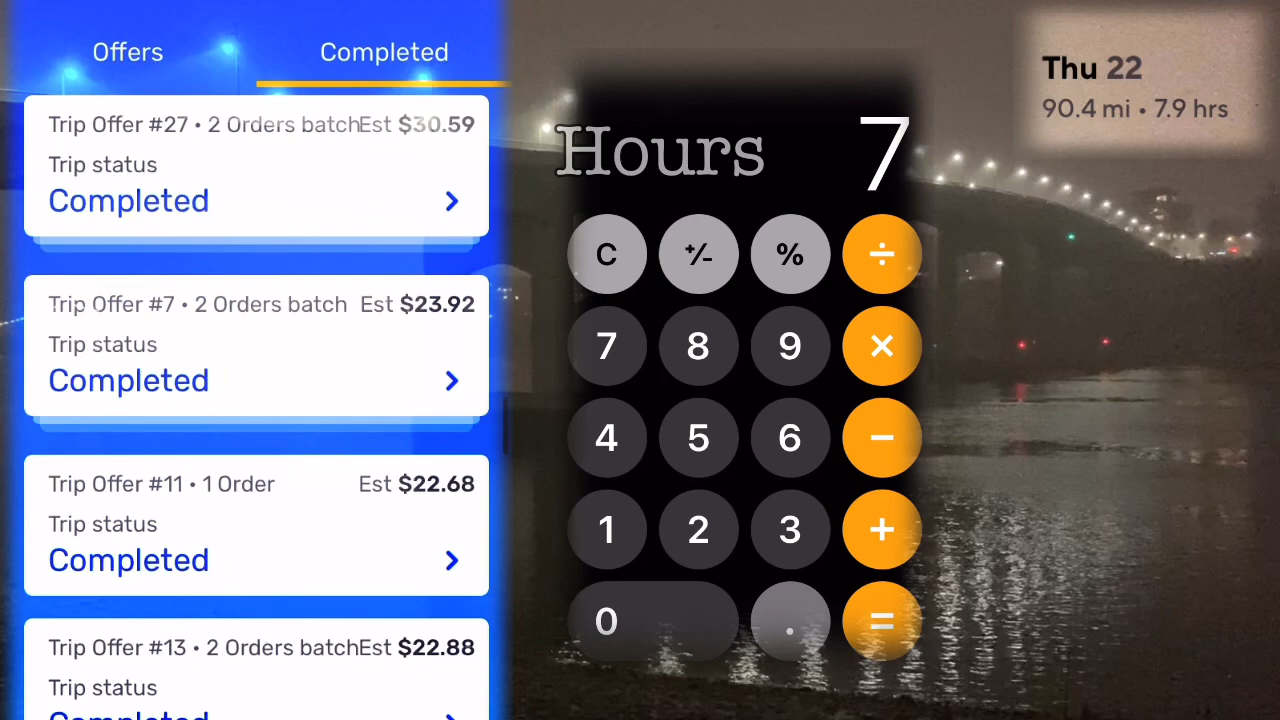 Offers
Completed
Trip Offer #27 • 2 Orders batch Est $30.59
Trip status
Completed
Trip Offer #7 • 2 Orders batch Est $23.92
Trip status
Completed
Trip Offer #11 • 1 Order Est $22.68
Trip status
Completed
Trip Offer #13 • 2 Orders batch Est $22.88
Trip status
Completed
Hours 7
C ⁺∕₋ % ÷
7 8 9 ×
4 5 6 −
1 2 3 +
0 . =
Thu 22
90.4 mi • 7.9 hrs